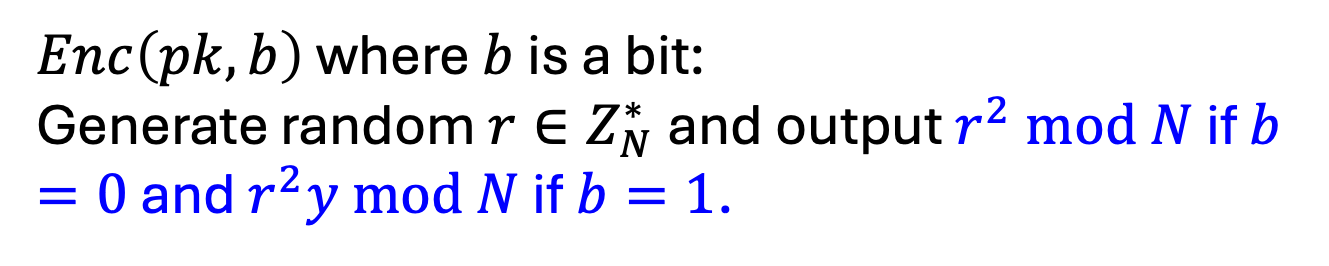 Enc(pk, b) where b is a bit:
Generate random r ∈ Z*_N and output r² mod N if b
= 0 and r²y mod N if b = 1.